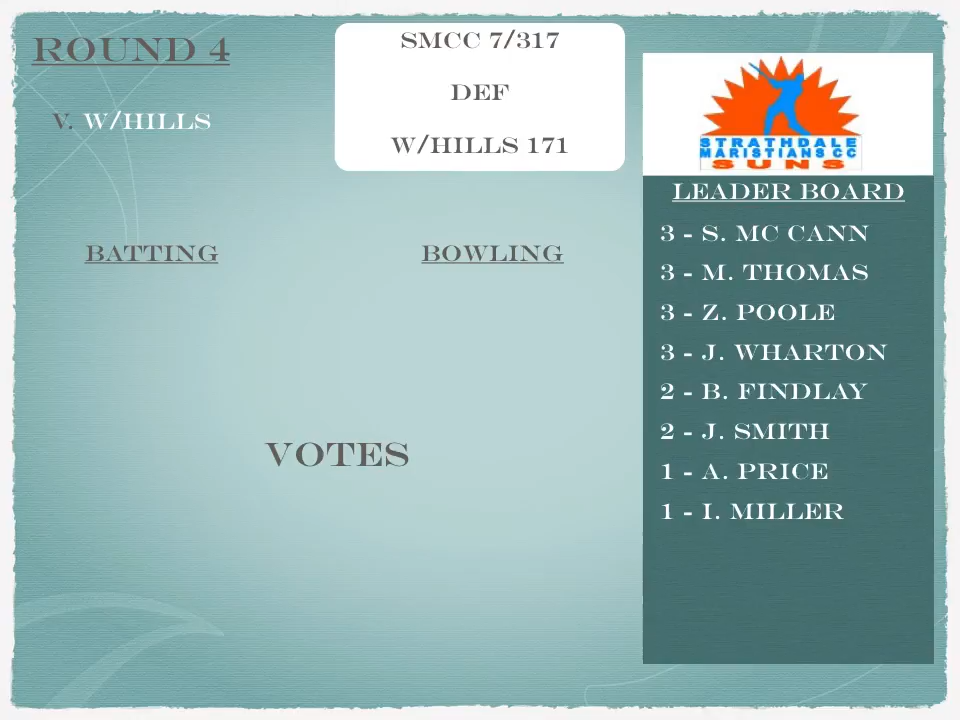 ROUND 4
V. W/HILLS
SMCC 7/317
DEF
W/HILLS 171
STRATHDALE
MARISTIANS CC
SUNS
LEADER BOARD
3 - S. MC CANN
3 - M. THOMAS
3 - Z. POOLE
3 - J. WHARTON
2 - B. FINDLAY
2 - J. SMITH
1 - A. PRICE
1 - I. MILLER
BATTING
BOWLING
VOTES